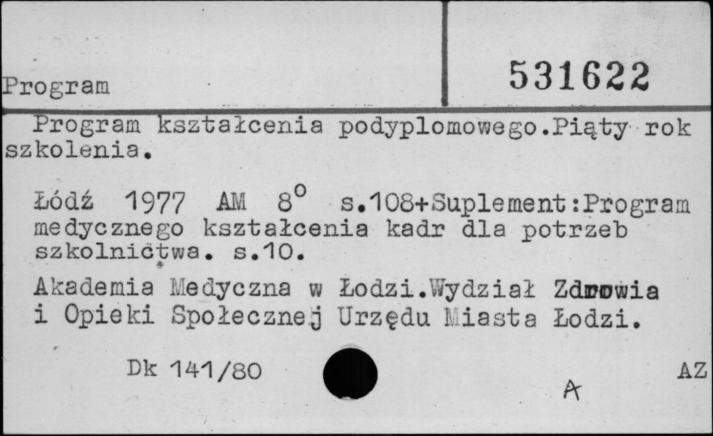 Program
531622
Program kształcenia podyplomowego.Piąty rok
szkolenia.
Łódź 1977 AM 8° s.108+Suplement:Program
medycznego kształcenia kadr dla potrzeb
szkolnictwa. s.10.
Akademia Medyczna w Łodzi.Wydział Zdrowia
i Opieki Społecznej Urzędu Miasta Łodzi.
Dk 141/80
A
AZ